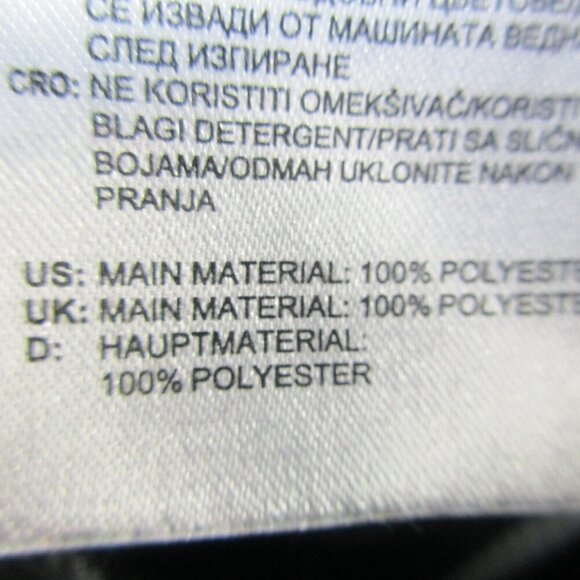 СЕ ИЗВАДИ ОТ МАШИНАТА ВЕДН
СЛЕД ИЗПИРАНЕ
CRO: NE KORISTITI OMEKŠIVAČ/KORISTI
BLAGI DETERGENT/PRATI SA SLIČN
BOJAMA/ODMAH UKLONITE NAKON
PRANJA
US: MAIN MATERIAL: 100% POLYESTE
UK: MAIN MATERIAL: 100% POLYESTE
D: HAUPTMATERIAL:
100% POLYESTER